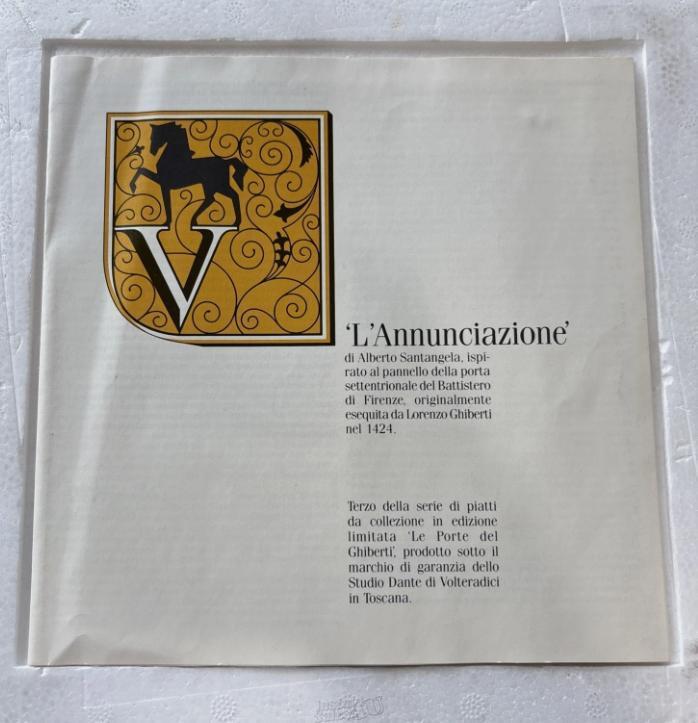 V
'L'Annunciazione'
di Alberto Santangela, ispi-
rato al pannello della porta
settentrionale del Battistero
di Firenze, originalmente
esequita da Lorenzo Ghiberti
nel 1424.
Terzo della serie di piatti
da collezione in edizione
limitata 'Le Porte del
Ghiberti', prodotto sotto il
marchio di garanzia dello
Studio Dante di Volteradici
in Toscana.